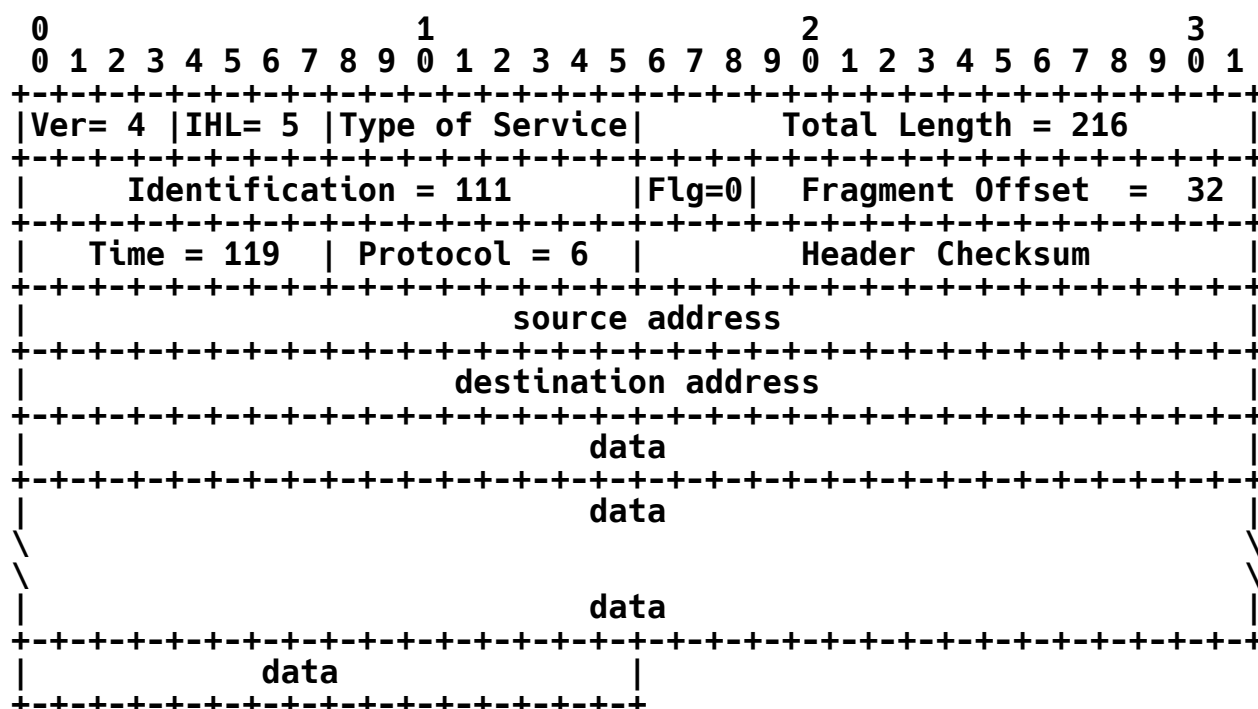 0                   1                   2                   3
 0 1 2 3 4 5 6 7 8 9 0 1 2 3 4 5 6 7 8 9 0 1 2 3 4 5 6 7 8 9 0 1
+-+-+-+-+-+-+-+-+-+-+-+-+-+-+-+-+-+-+-+-+-+-+-+-+-+-+-+-+-+-+-+-+
|Ver= 4 |IHL= 5 |Type of Service|       Total Length = 216      |
+-+-+-+-+-+-+-+-+-+-+-+-+-+-+-+-+-+-+-+-+-+-+-+-+-+-+-+-+-+-+-+-+
|     Identification = 111      |Flg=0|  Fragment Offset  =  32 |
+-+-+-+-+-+-+-+-+-+-+-+-+-+-+-+-+-+-+-+-+-+-+-+-+-+-+-+-+-+-+-+-+
|   Time = 119  | Protocol = 6  |        Header Checksum        |
+-+-+-+-+-+-+-+-+-+-+-+-+-+-+-+-+-+-+-+-+-+-+-+-+-+-+-+-+-+-+-+-+
|                         source address                        |
+-+-+-+-+-+-+-+-+-+-+-+-+-+-+-+-+-+-+-+-+-+-+-+-+-+-+-+-+-+-+-+-+
|                      destination address                      |
+-+-+-+-+-+-+-+-+-+-+-+-+-+-+-+-+-+-+-+-+-+-+-+-+-+-+-+-+-+-+-+-+
|                             data                              |
+-+-+-+-+-+-+-+-+-+-+-+-+-+-+-+-+-+-+-+-+-+-+-+-+-+-+-+-+-+-+-+-+
|                             data                              |
\                                                               \
\                                                               \
|                             data                              |
+-+-+-+-+-+-+-+-+-+-+-+-+-+-+-+-+-+-+-+-+-+-+-+-+-+-+-+-+-+-+-+-+
|            data               |
+-+-+-+-+-+-+-+-+-+-+-+-+-+-+-+-+